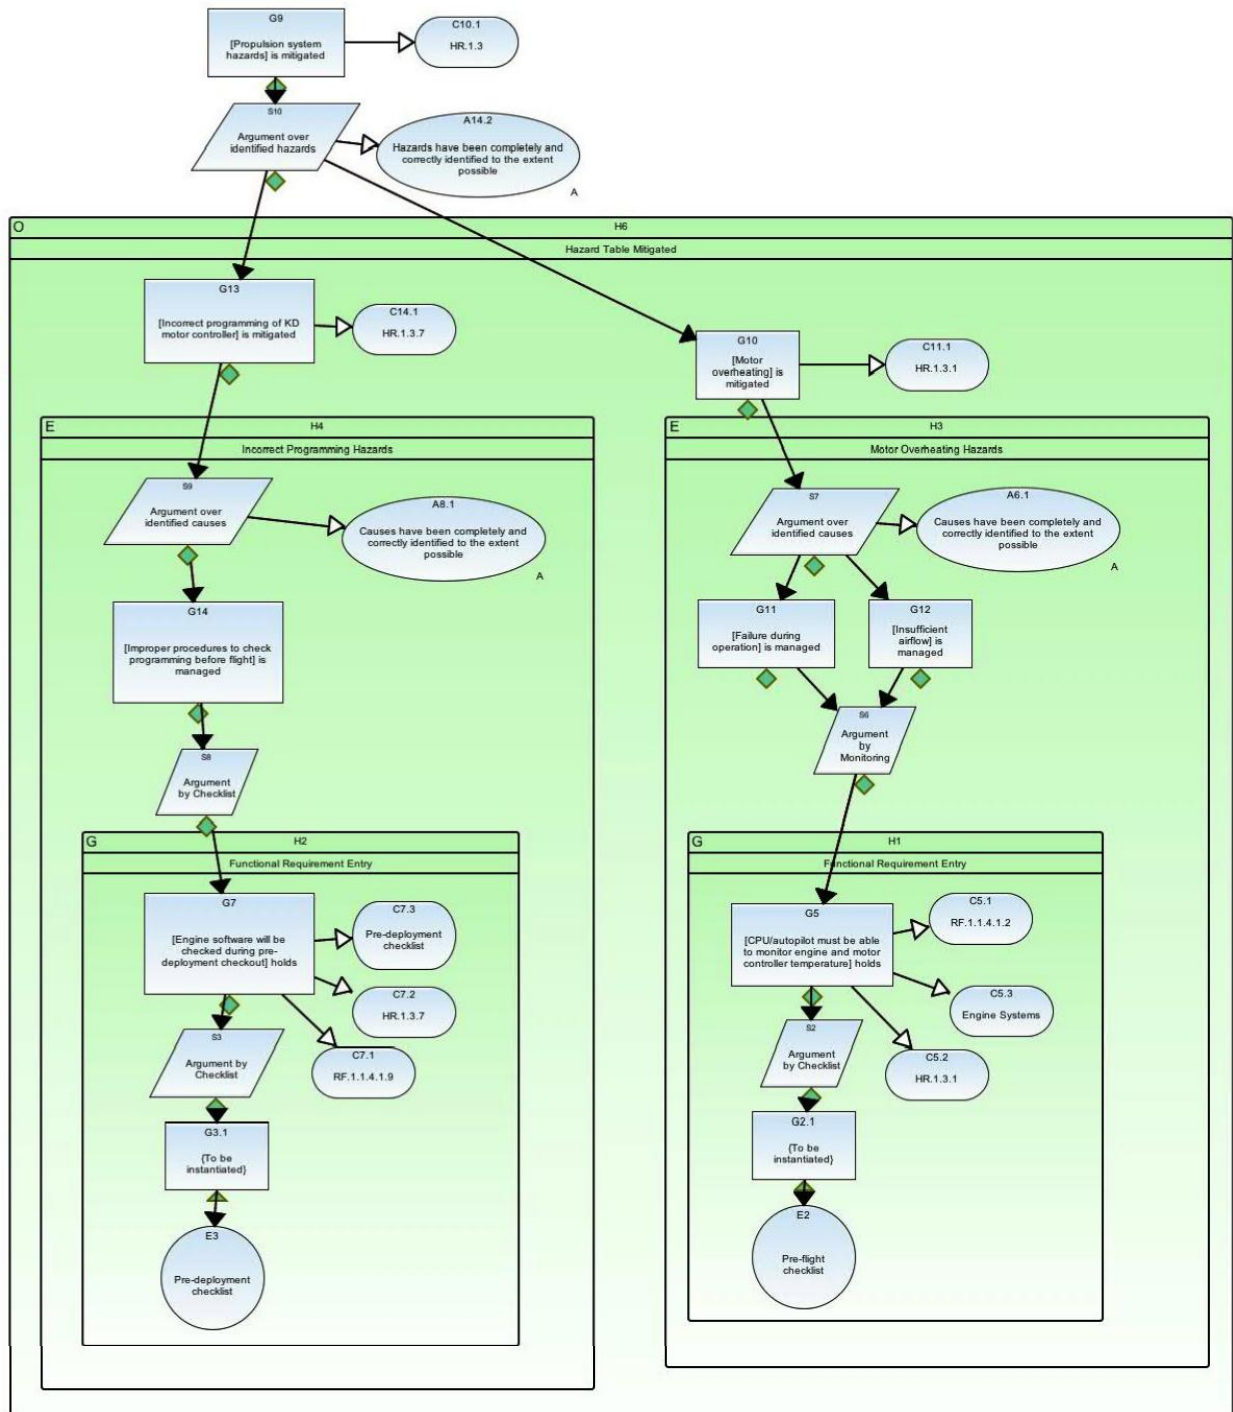 G9
[Propulsion system
hazards] is mitigated
C10.1
HR.1.3
S10
Argument over
identified hazards
A14.2
Hazards have been completely and
correctly identified to the extent
possible
A
O
H6
Hazard Table Mitigated
G13
[Incorrect programming of KD
motor controller] is mitigated
C14.1
HR.1.3.7
G10
[Motor
overheating] is
mitigated
C11.1
HR.1.3.1
E
H4
Incorrect Programming Hazards
S9
Argument over
identified causes
A8.1
Causes have been completely and
correctly identified to the extent
possible
A
G14
[Improper procedures to check
programming before flight] is
managed
S8
Argument
by Checklist
G
H2
Functional Requirement Entry
G7
[Engine software will be
checked during pre-
deployment checkout] holds
C7.3
Pre-deployment
checklist
C7.2
HR.1.3.7
C7.1
RF.1.1.4.1.9
S3
Argument by
Checklist
G3.1
{To be
instantiated}
E3
Pre-deployment
checklist
E
H3
Motor Overheating Hazards
S7
Argument over
identified causes
A6.1
Causes have been completely and
correctly identified to the extent
possible
A
G11
[Failure during
operation] is managed
G12
[Insufficient
airflow] is
managed
S6
Argument
by
Monitoring
G
H1
Functional Requirement Entry
G5
[CPU/autopilot must be able
to monitor engine and motor
controller temperature] holds
C5.1
RF.1.1.4.1.2
C5.3
Engine Systems
C5.2
HR.1.3.1
S2
Argument
by Checklist
G2.1
{To be
instantiated}
E2
Pre-flight
checklist